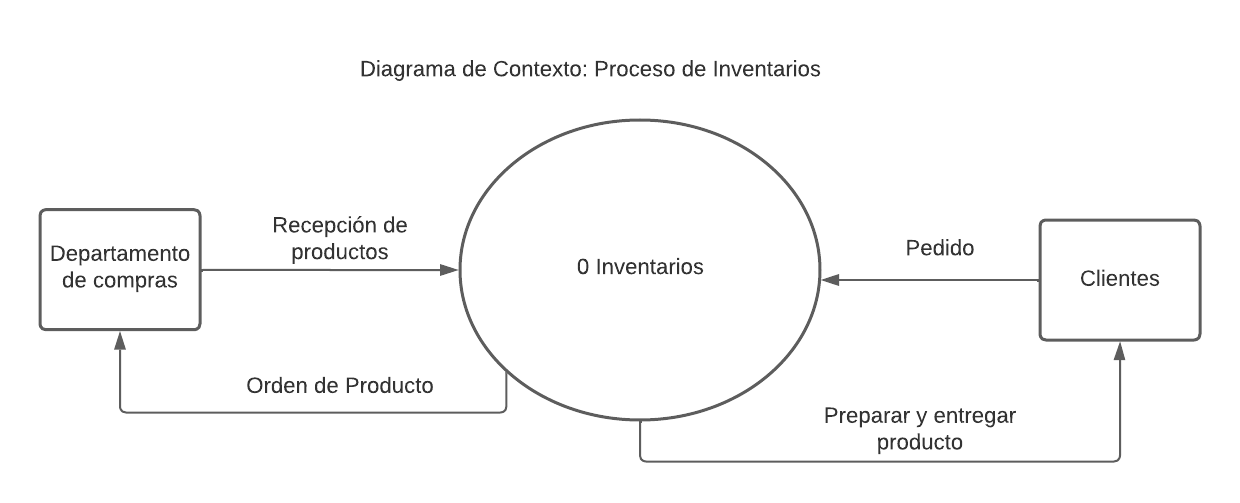 Diagrama de Contexto: Proceso de Inventarios
Recepción de
productos
Departamento
de compras
0 Inventarios
Pedido
Clientes
Orden de Producto
Preparar y entregar
producto